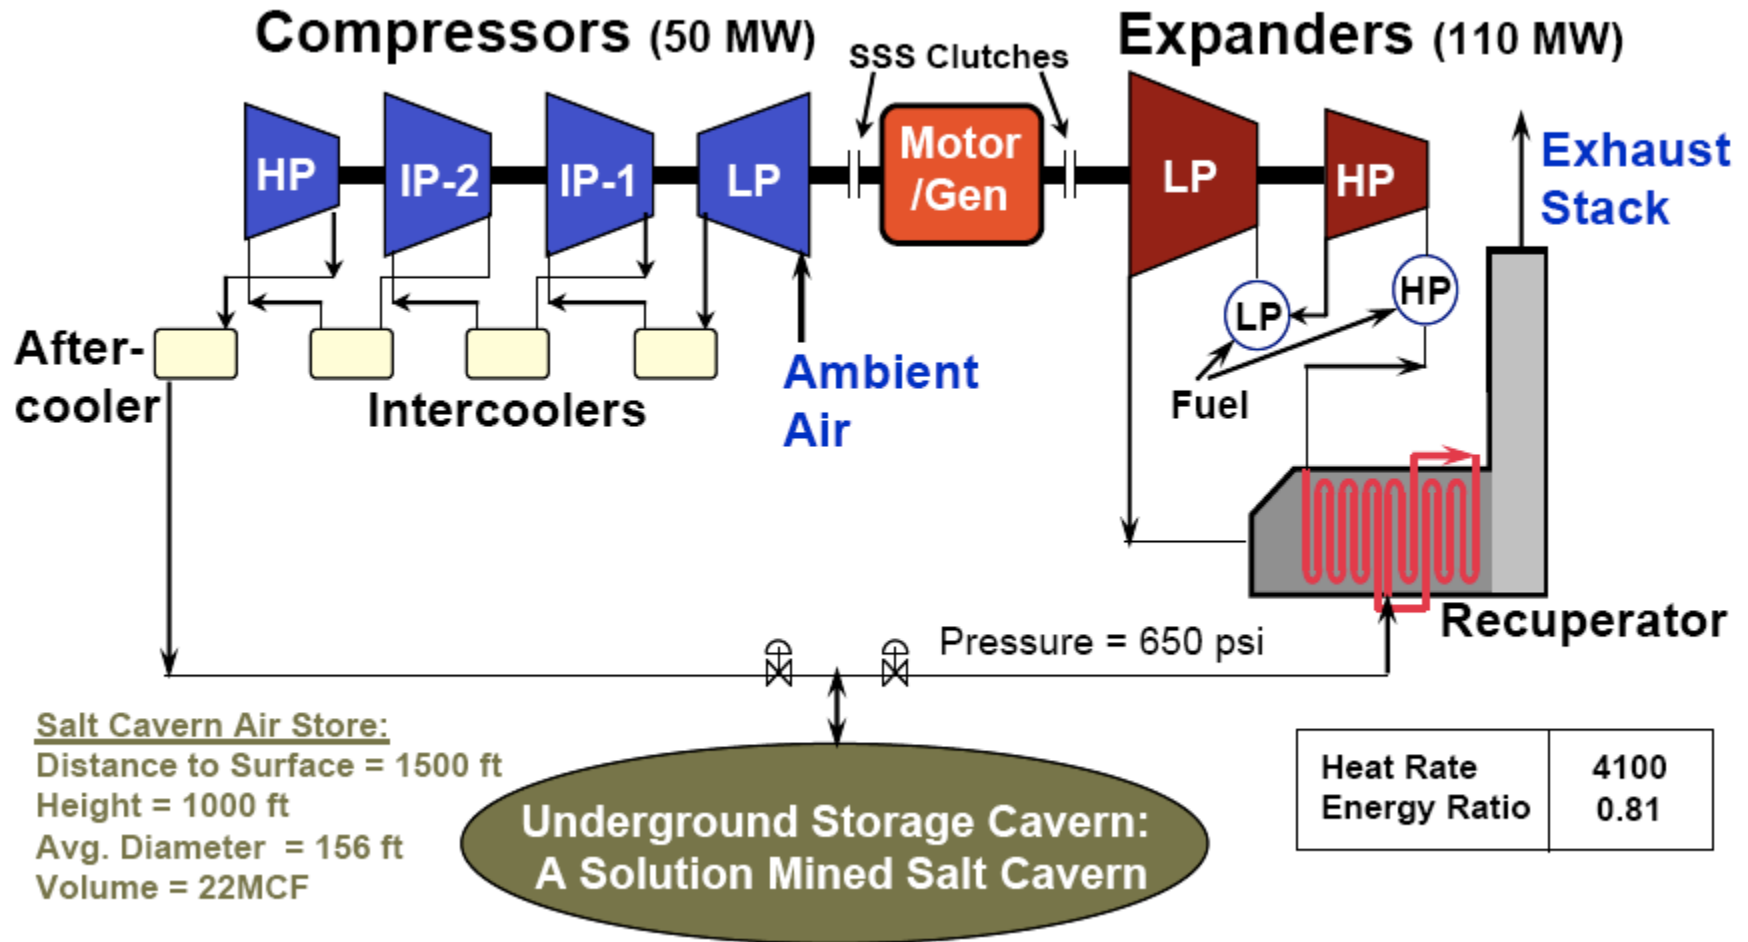 Compressors (50 MW)
SSS Clutches
Expanders (110 MW)
HP
IP-2
IP-1
LP
Motor
/Gen
LP
HP
Exhaust
Stack
LP
HP
Fuel
After-
cooler
Intercoolers
Ambient
Air
Recuperator
Pressure = 650 psi
Salt Cavern Air Store:
Distance to Surface = 1500 ft
Height = 1000 ft
Avg. Diameter = 156 ft
Volume = 22MCF
Underground Storage Cavern:
A Solution Mined Salt Cavern
Heat Rate 4100
Energy Ratio 0.81